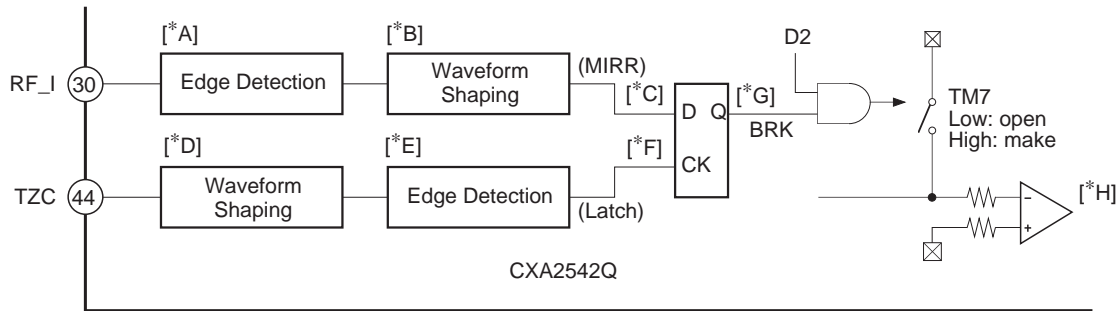 [*A]
[*B]
D2
RF_I
30
Edge Detection
Waveform
Shaping
(MIRR)
[*C]
[*G]
D
Q
BRK
TM7
Low: open
High: make
[*D]
[*E]
[*F]
CK
TZC
44
Waveform
Shaping
Edge Detection
(Latch)
−
+
[*H]
CXA2542Q